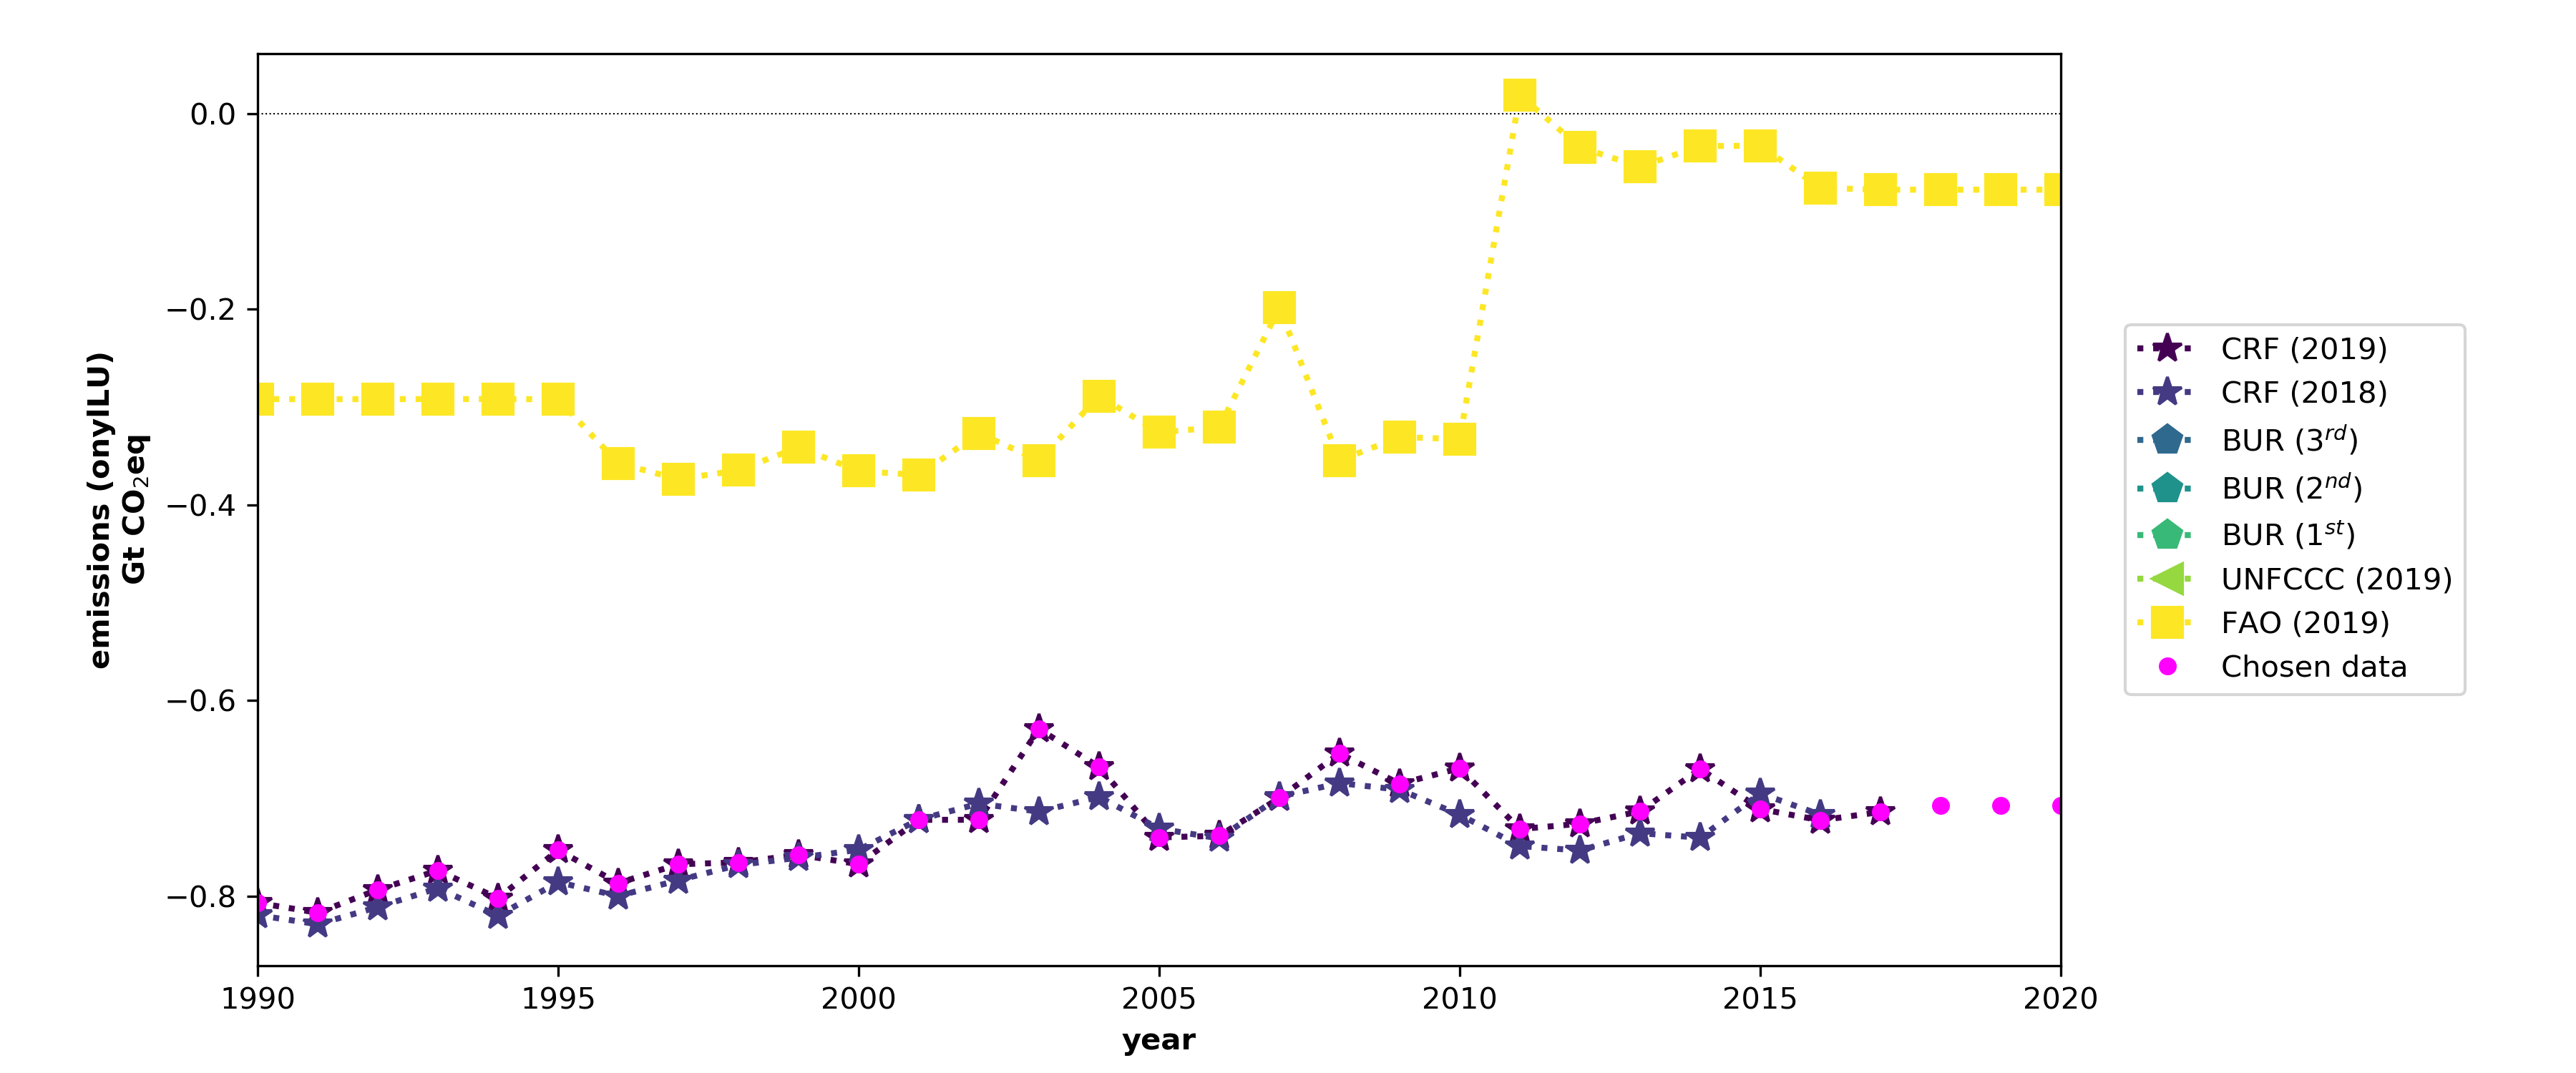 emissions (onylLU)
Gt CO₂eq
0.0
−0.2
−0.4
−0.6
−0.8
1990
1995
2000
2005
2010
2015
2020
year
CRF (2019)
CRF (2018)
BUR (3ʳᵈ)
BUR (2ⁿᵈ)
BUR (1ˢᵗ)
UNFCCC (2019)
FAO (2019)
Chosen data